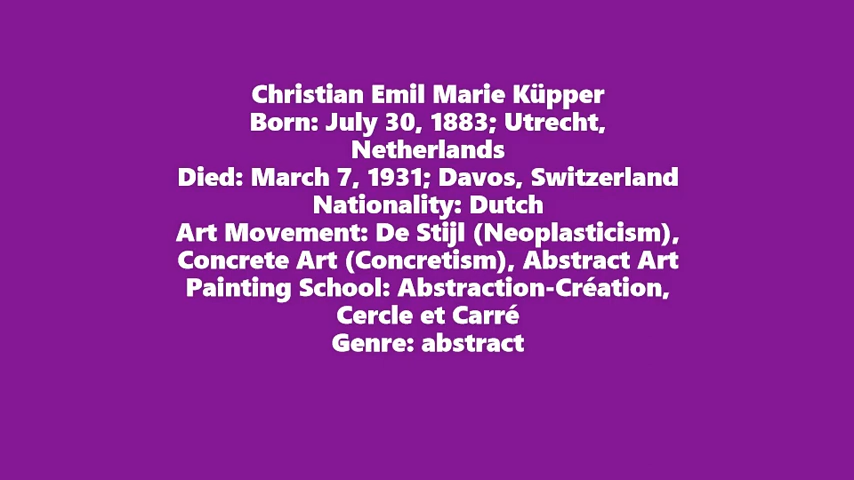 Christian Emil Marie Küpper
Born: July 30, 1883; Utrecht,
Netherlands
Died: March 7, 1931; Davos, Switzerland
Nationality: Dutch
Art Movement: De Stijl (Neoplasticism),
Concrete Art (Concretism), Abstract Art
Painting School: Abstraction-Création,
Cercle et Carré
Genre: abstract